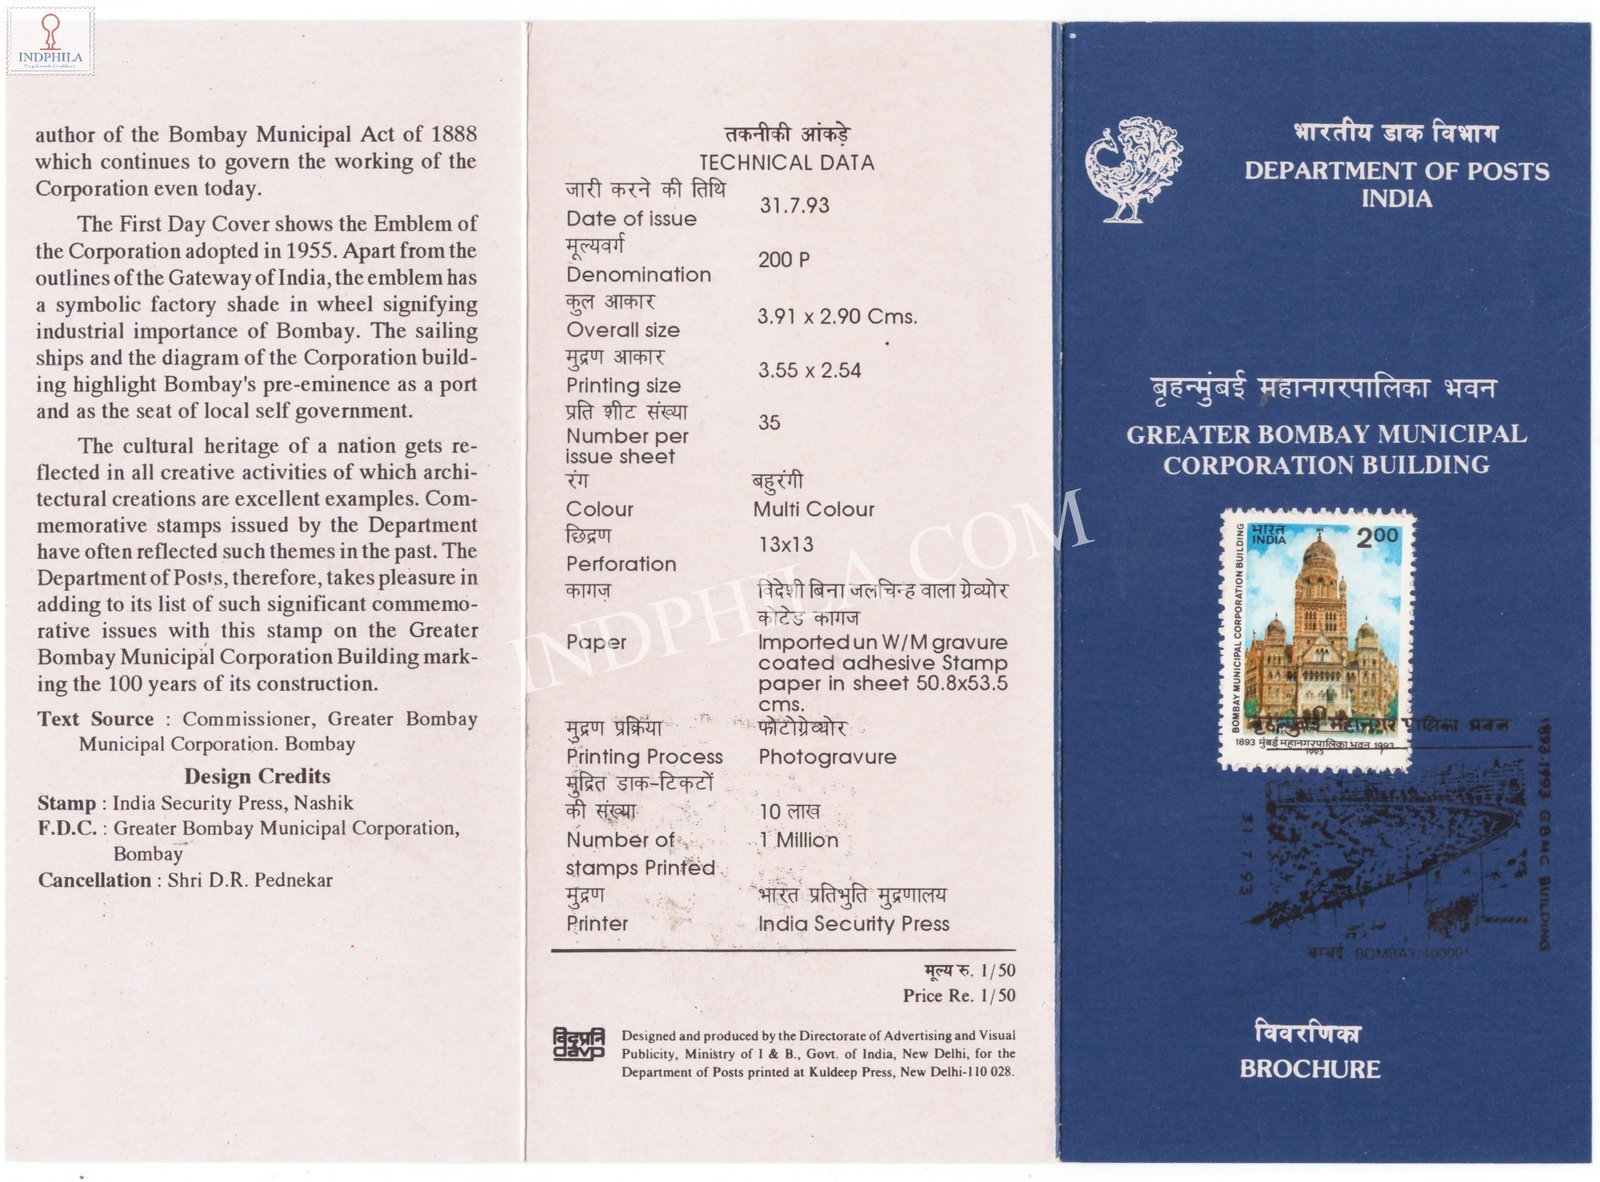 INDPHILA
author of the Bombay Municipal Act of 1888
which continues to govern the working of the
Corporation even today.
The First Day Cover shows the Emblem of
the Corporation adopted in 1955. Apart from the
outlines of the Gateway of India, the emblem has
a symbolic factory shade in wheel signifying
industrial importance of Bombay. The sailing
ships and the diagram of the Corporation build-
ing highlight Bombay's pre-eminence as a port
and as the seat of local self government.
The cultural heritage of a nation gets re-
flected in all creative activities of which archi-
tectural creations are excellent examples. Com-
memorative stamps issued by the Department
have often reflected such themes in the past. The
Department of Posts, therefore, takes pleasure in
adding to its list of such significant commemo-
rative issues with this stamp on the Greater
Bombay Municipal Corporation Building mark-
ing the 100 years of its construction.
Text Source : Commissioner, Greater Bombay
Municipal Corporation. Bombay
Design Credits
Stamp : India Security Press, Nashik
F.D.C. : Greater Bombay Municipal Corporation,
Bombay
Cancellation : Shri D.R. Pednekar
तकनीकी आंकड़े
TECHNICAL DATA
जारी करने की तिथि
Date of issue 31.7.93
मूल्यवर्ग
Denomination 200 P
कुल आकार
Overall size 3.91 x 2.90 Cms.
मुद्रण आकार
Printing size 3.55 x 2.54
प्रति शीट संख्या
Number per 35
issue sheet
रंग बहुरंगी
Colour Multi Colour
छिद्रण
Perforation 13x13
कागज़ विदेशी बिना जलचिन्ह वाला ग्रेव्योर
कोटेड कागज
Paper Imported un W/M gravure
coated adhesive Stamp
paper in sheet 50.8x53.5
cms.
मुद्रण प्रक्रिया फोटोग्रेव्योर
Printing Process Photogravure
मुद्रित डाक-टिकटों
की संख्या 10 लाख
Number of 1 Million
stamps Printed
मुद्रण भारत प्रतिभुति मुद्रणालय
Printer India Security Press
मूल्य रु. 1/50
Price Re. 1/50
विदृप्रनि
davp
Designed and produced by the Directorate of Advertising and Visual
Publicity, Ministry of I & B., Govt. of India, New Delhi, for the
Department of Posts printed at Kuldeep Press, New Delhi-110 028.
भारतीय डाक विभाग
DEPARTMENT OF POSTS
INDIA
बृहन्मुंबई महानगरपालिका भवन
GREATER BOMBAY MUNICIPAL
CORPORATION BUILDING
भारत
INDIA
2.00
BOMBAY MUNICIPAL CORPORATION BUILDING
1893 मुंबई महानगरपालिका भवन 1993
1993
बृहन्मुंबई महानगर पालिका भवन
1893-1993 GBMC BUILDING
31.7.93
बम्बई BOMBAY-400001
विवरणिका
BROCHURE
INDPHILA.COM